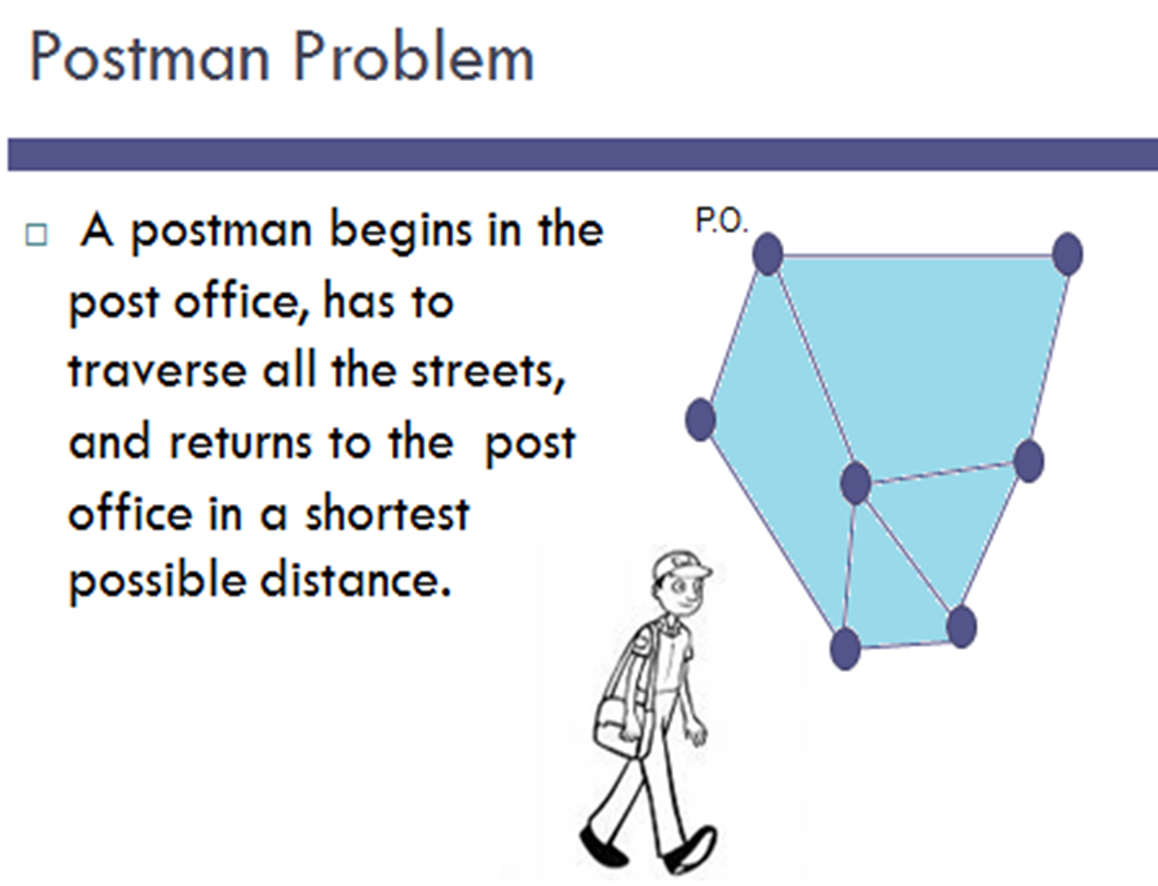 Postman Problem
A postman begins in the
post office, has to
traverse all the streets,
and returns to the post
office in a shortest
possible distance.
P.O.